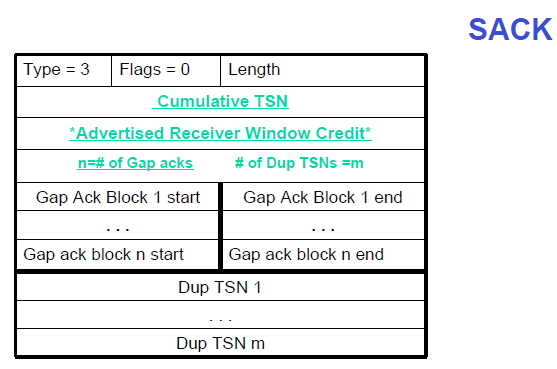 SACK
Type = 3 Flags = 0 Length
Cumulative TSN
*Advertised Receiver Window Credit*
n=# of Gap acks # of Dup TSNs =m
Gap Ack Block 1 start Gap Ack Block 1 end
. . . . . .
Gap ack block n start Gap ack block n end
Dup TSN 1
. . .
Dup TSN m